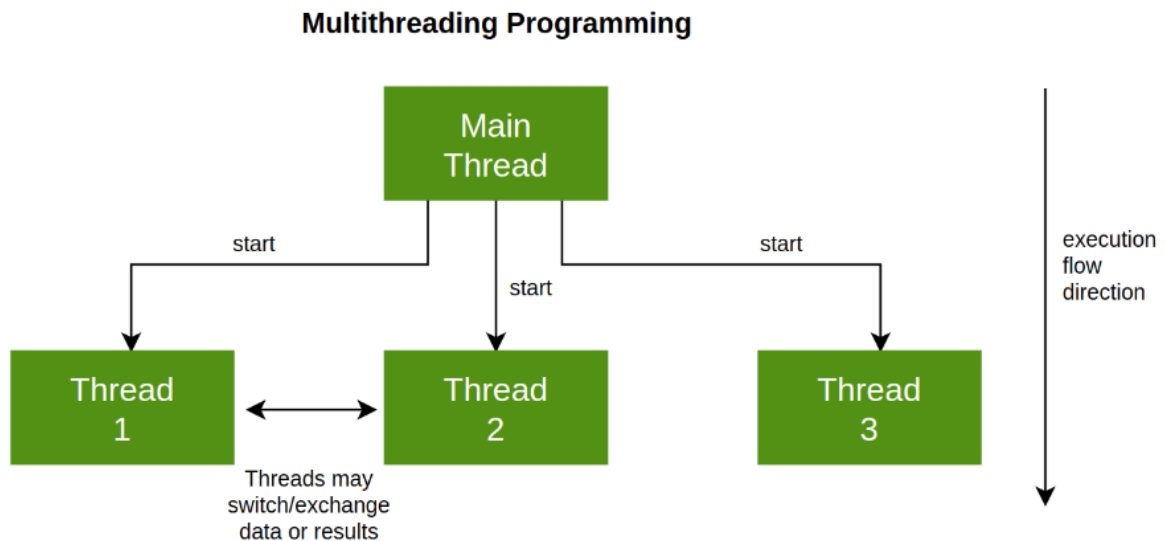 Multithreading Programming
Main
Thread
start
start
start
execution
flow
direction
Thread
1
Thread
2
Thread
3
Threads may
switch/exchange
data or results